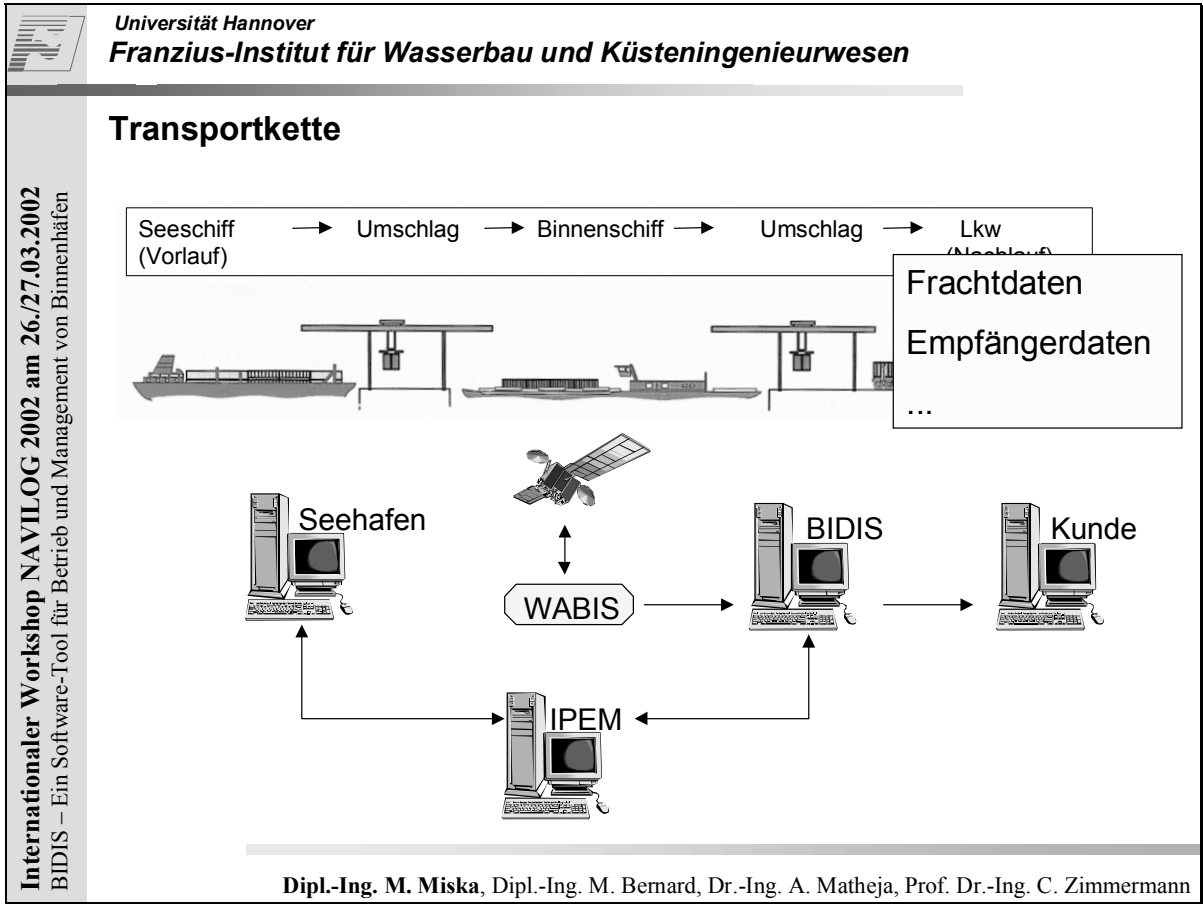 Universität Hannover
Franzius-Institut für Wasserbau und Küsteningenieurwesen
Internationaler Workshop NAVILOG 2002 am 26./27.03.2002
BIDIS – Ein Software-Tool für Betrieb und Management von Binnenhäfen
Transportkette
Seeschiff → Umschlag → Binnenschiff → Umschlag → Lkw
(Vorlauf) (Nachlauf)
Frachtdaten
Empfängerdaten
...
Seehafen
BIDIS
Kunde
WABIS
IPEM
Dipl.-Ing. M. Miska, Dipl.-Ing. M. Bernard, Dr.-Ing. A. Matheja, Prof. Dr.-Ing. C. Zimmermann